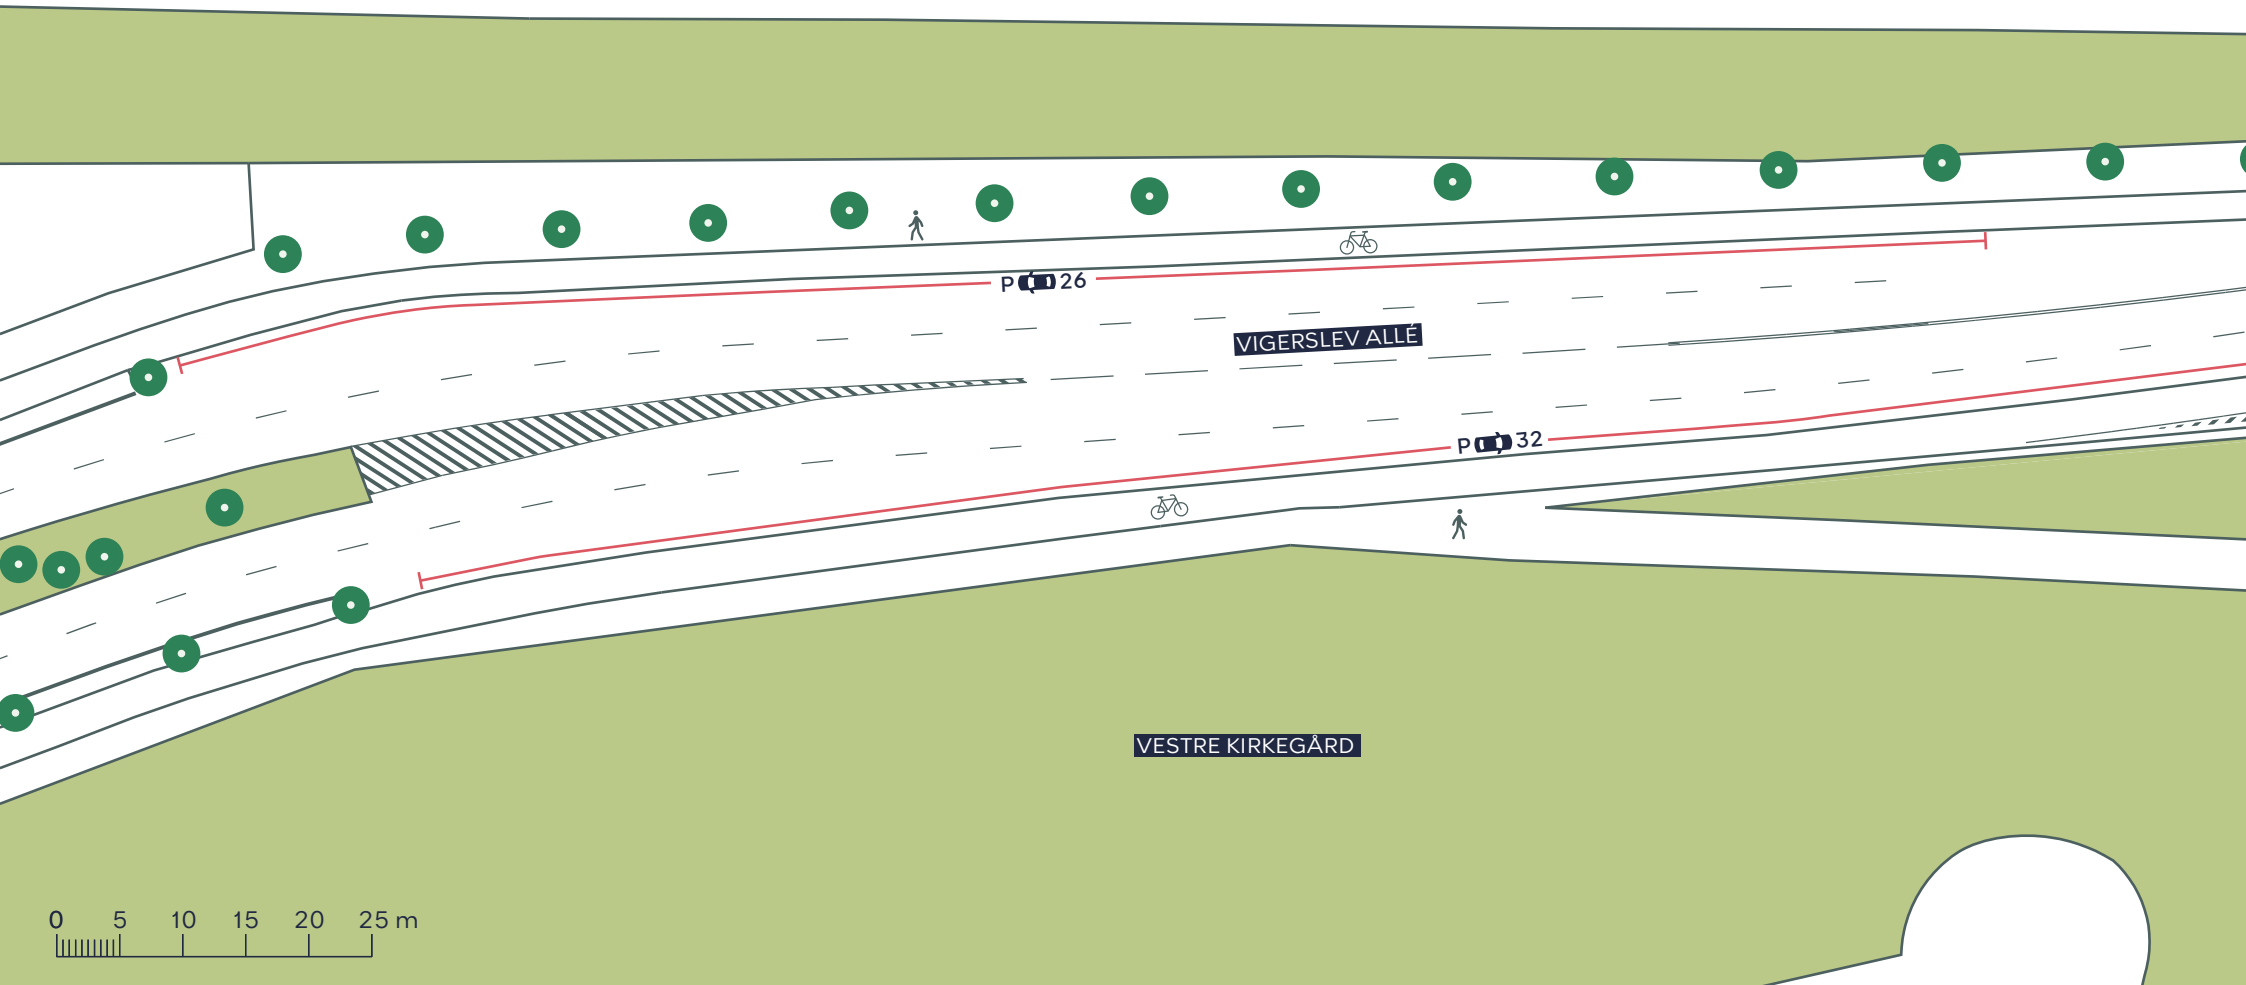 P 26
VIGERSLEV ALLÉ
P 32
VESTRE KIRKEGÅRD
0 5 10 15 20 25 m